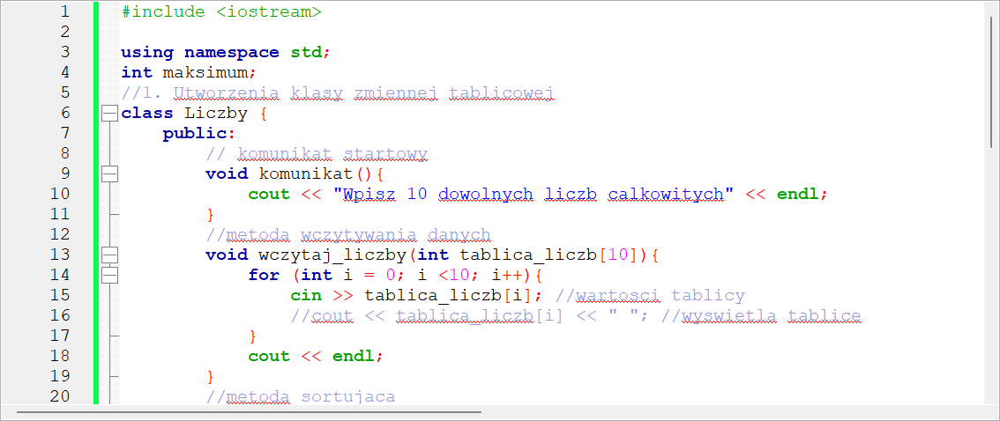 1 #include <iostream>
2
3 using namespace std;
4 int maksimum;
5 //1. Utworzenia klasy zmiennej tablicowej
6 class Liczby {
7 public:
8 // komunikat startowy
9 void komunikat(){
10 cout << "Wpisz 10 dowolnych liczb calkowitych" << endl;
11 }
12 //metoda wczytywania danych
13 void wczytaj_liczby(int tablica_liczb[10]){
14 for (int i = 0; i <10; i++){
15 cin >> tablica_liczb[i]; //wartosci tablicy
16 //cout << tablica_liczb[i] << " "; //wyswietla tablice
17 }
18 cout << endl;
19 }
20 //metoda sortujaca